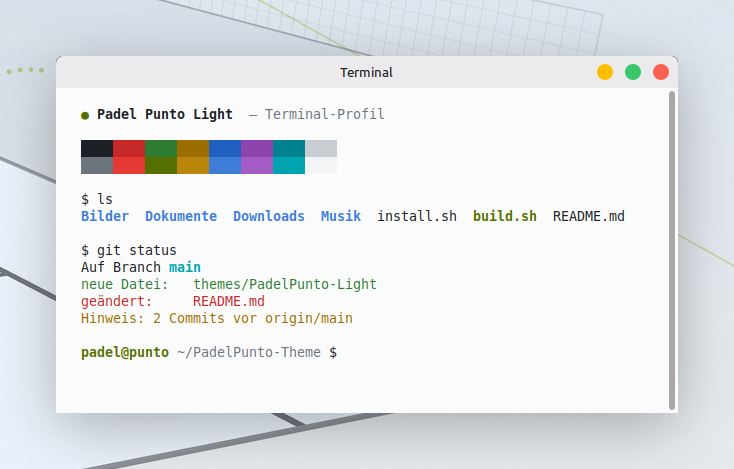 Terminal
● Padel Punto Light — Terminal-Profil
$ ls
Bilder Dokumente Downloads Musik install.sh build.sh README.md
$ git status
Auf Branch main
neue Datei: themes/PadelPunto-Light
geändert: README.md
Hinweis: 2 Commits vor origin/main
padel@punto ~/PadelPunto-Theme $